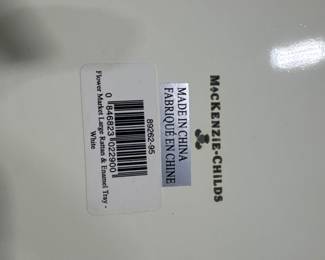 McKENZIE-CHILDS
MADE IN CHINA
FABRIQUÉ EN CHINE
89262-95
0 846823 022900
Flower Market Large Rattan & Enamel Tray -
White